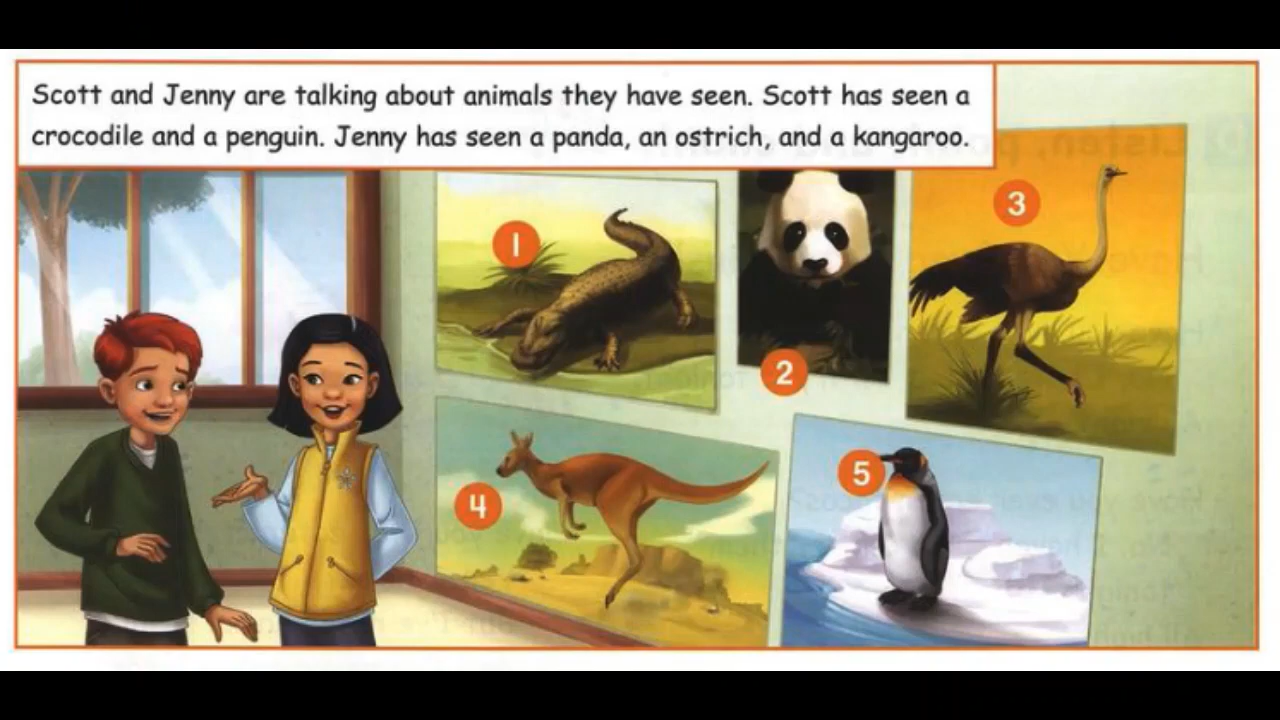 Scott and Jenny are talking about animals they have seen. Scott has seen a
crocodile and a penguin. Jenny has seen a panda, an ostrich, and a kangaroo.
1
2
3
4
5